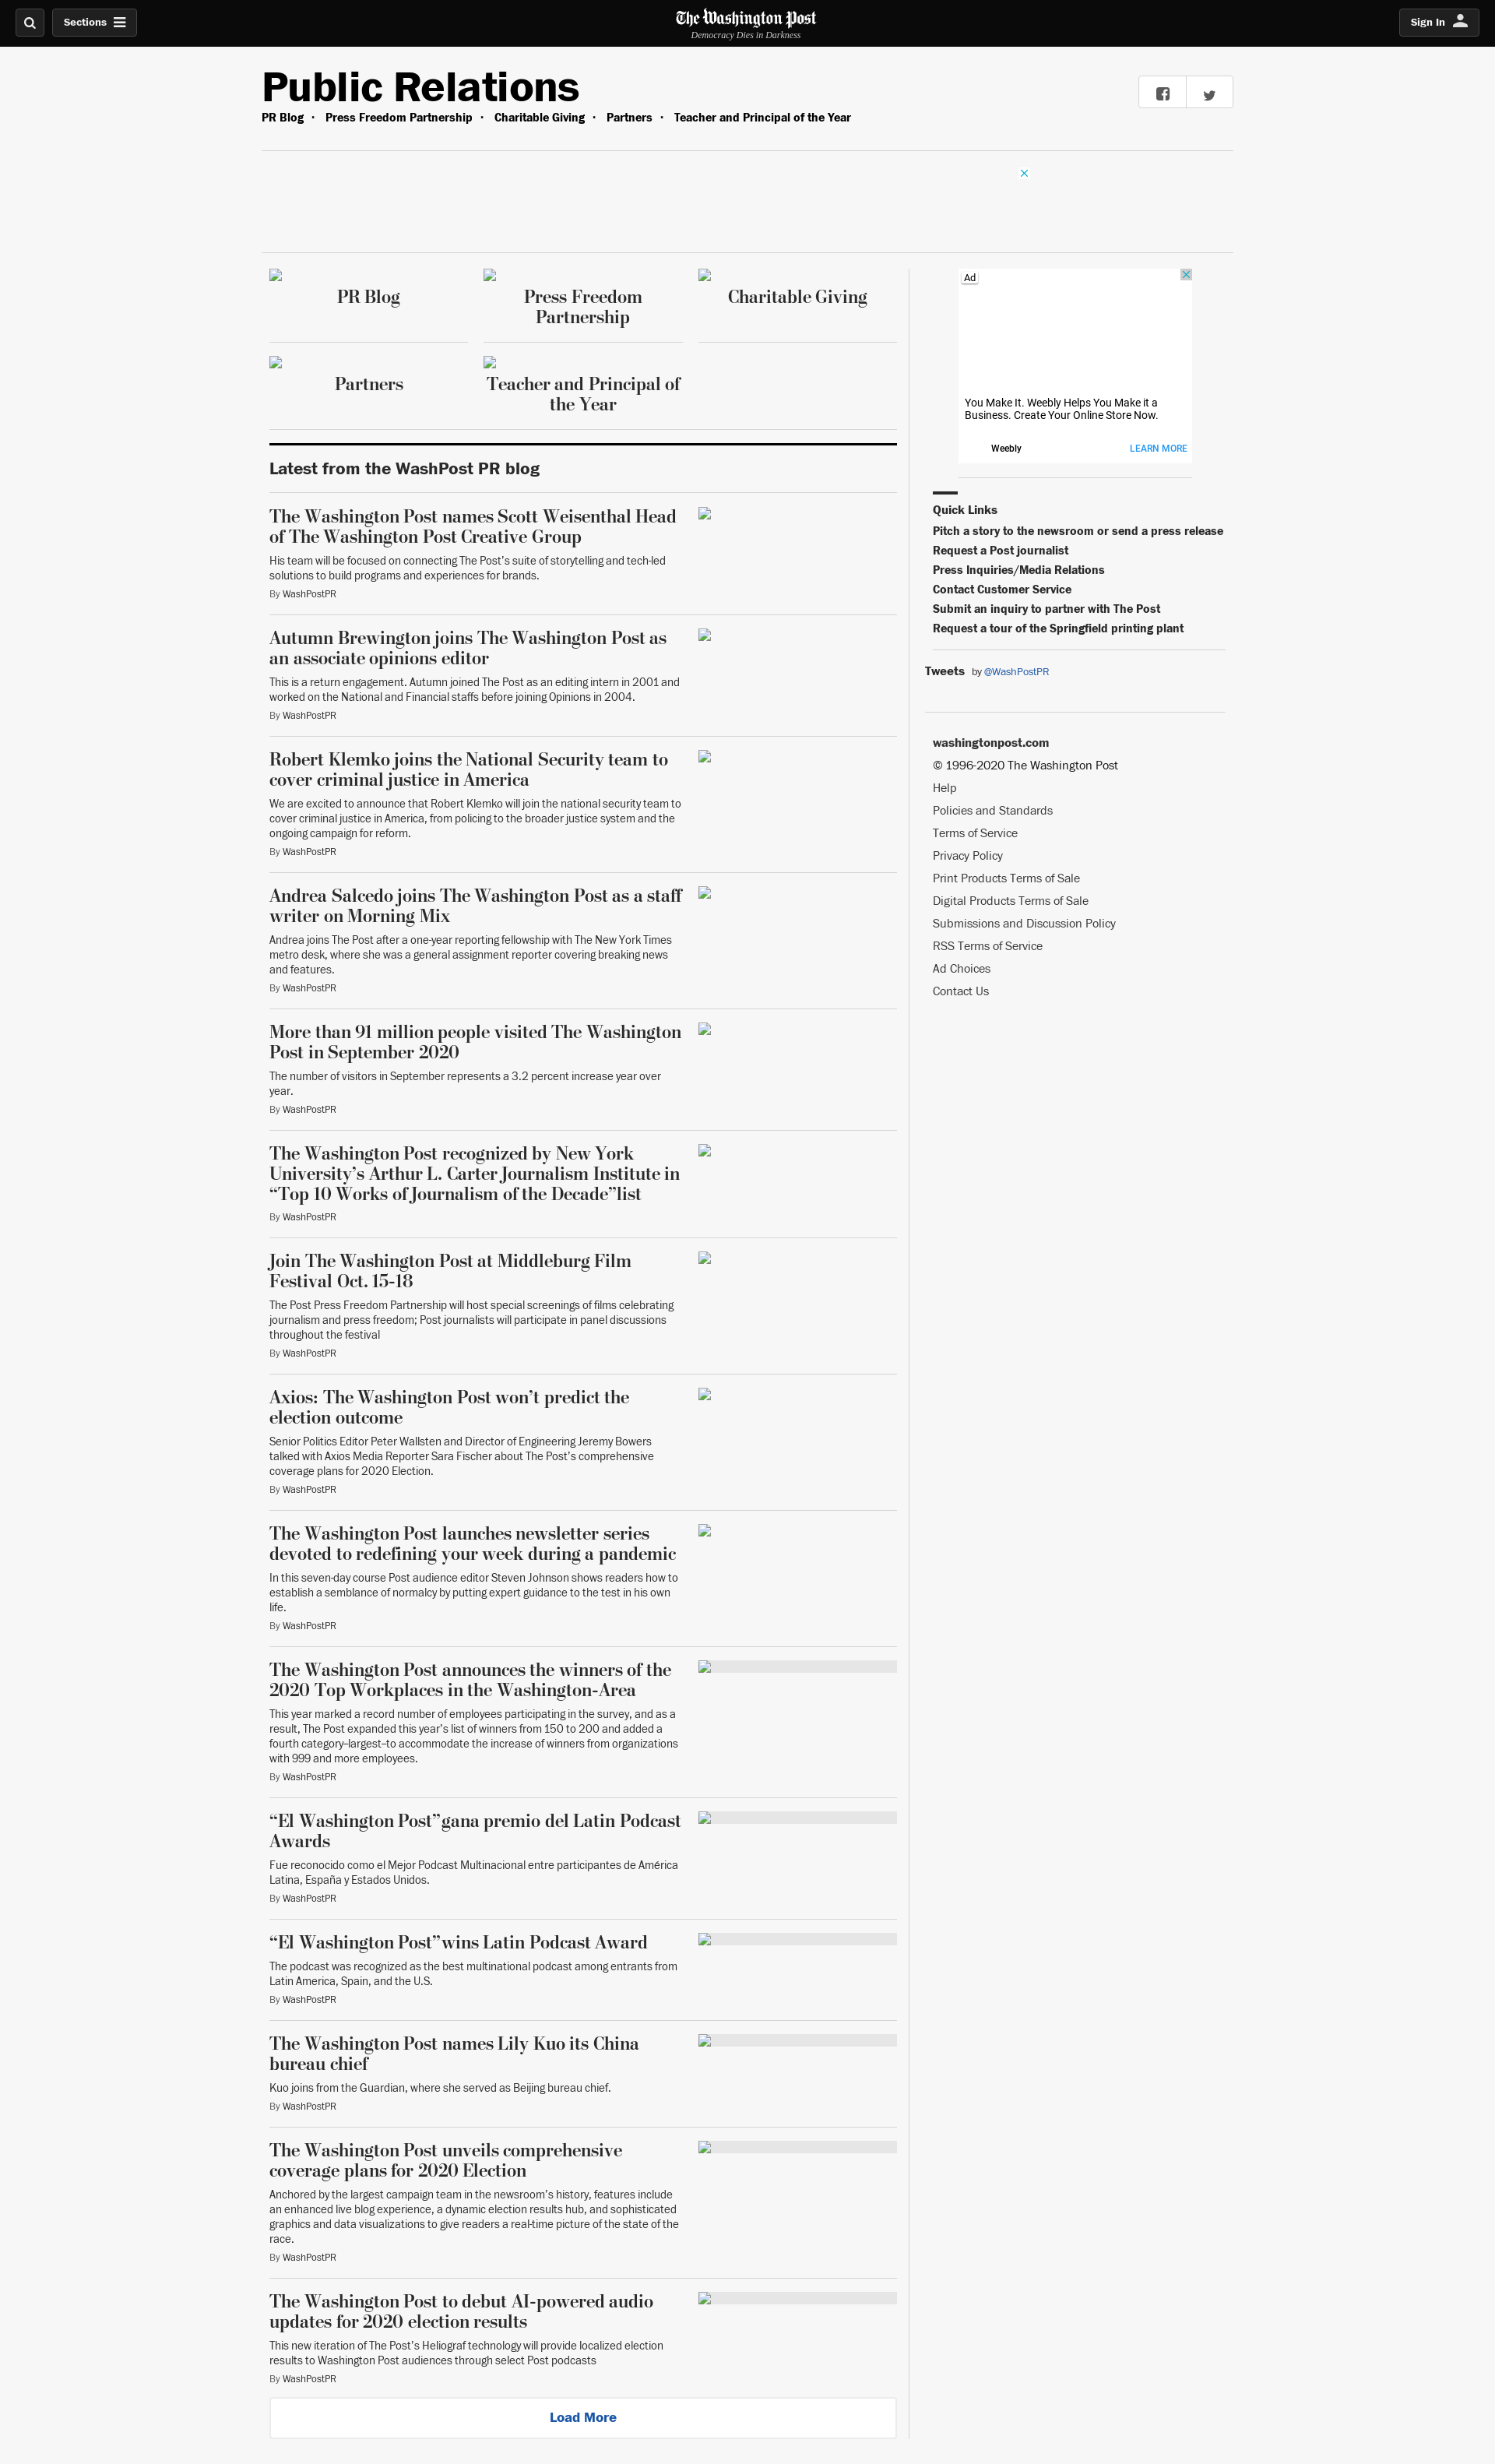 Sections
The Washington Post
Democracy Dies in Darkness
Sign In
Public Relations
PR Blog • Press Freedom Partnership • Charitable Giving • Partners • Teacher and Principal of the Year
PR Blog
Press Freedom
Partnership
Charitable Giving
Partners
Teacher and Principal of
the Year
Latest from the WashPost PR blog
The Washington Post names Scott Weisenthal Head
of The Washington Post Creative Group
His team will be focused on connecting The Post’s suite of storytelling and tech-led
solutions to build programs and experiences for brands.
By WashPostPR
Autumn Brewington joins The Washington Post as
an associate opinions editor
This is a return engagement. Autumn joined The Post as an editing intern in 2001 and
worked on the National and Financial staffs before joining Opinions in 2004.
By WashPostPR
Robert Klemko joins the National Security team to
cover criminal justice in America
We are excited to announce that Robert Klemko will join the national security team to
cover criminal justice in America, from policing to the broader justice system and the
ongoing campaign for reform.
By WashPostPR
Andrea Salcedo joins The Washington Post as a staff
writer on Morning Mix
Andrea joins The Post after a one-year reporting fellowship with The New York Times
metro desk, where she was a general assignment reporter covering breaking news
and features.
By WashPostPR
More than 91 million people visited The Washington
Post in September 2020
The number of visitors in September represents a 3.2 percent increase year over
year.
By WashPostPR
The Washington Post recognized by New York
University’s Arthur L. Carter Journalism Institute in
“Top 10 Works of Journalism of the Decade”list
By WashPostPR
Join The Washington Post at Middleburg Film
Festival Oct. 15-18
The Post Press Freedom Partnership will host special screenings of films celebrating
journalism and press freedom; Post journalists will participate in panel discussions
throughout the festival
By WashPostPR
Axios: The Washington Post won’t predict the
election outcome
Senior Politics Editor Peter Wallsten and Director of Engineering Jeremy Bowers
talked with Axios Media Reporter Sara Fischer about The Post’s comprehensive
coverage plans for 2020 Election.
By WashPostPR
The Washington Post launches newsletter series
devoted to redefining your week during a pandemic
In this seven-day course Post audience editor Steven Johnson shows readers how to
establish a semblance of normalcy by putting expert guidance to the test in his own
life.
By WashPostPR
The Washington Post announces the winners of the
2020 Top Workplaces in the Washington-Area
This year marked a record number of employees participating in the survey, and as a
result, The Post expanded this year’s list of winners from 150 to 200 and added a
fourth category–largest–to accommodate the increase of winners from organizations
with 999 and more employees.
By WashPostPR
“El Washington Post”gana premio del Latin Podcast
Awards
Fue reconocido como el Mejor Podcast Multinacional entre participantes de América
Latina, España y Estados Unidos.
By WashPostPR
“El Washington Post”wins Latin Podcast Award
The podcast was recognized as the best multinational podcast among entrants from
Latin America, Spain, and the U.S.
By WashPostPR
The Washington Post names Lily Kuo its China
bureau chief
Kuo joins from the Guardian, where she served as Beijing bureau chief.
By WashPostPR
The Washington Post unveils comprehensive
coverage plans for 2020 Election
Anchored by the largest campaign team in the newsroom’s history, features include
an enhanced live blog experience, a dynamic election results hub, and sophisticated
graphics and data visualizations to give readers a real-time picture of the state of the
race.
By WashPostPR
The Washington Post to debut AI-powered audio
updates for 2020 election results
This new iteration of The Post’s Heliograf technology will provide localized election
results to Washington Post audiences through select Post podcasts
By WashPostPR
Load More
Ad
You Make It. Weebly Helps You Make it a
Business. Create Your Online Store Now.
Weebly
LEARN MORE
Quick Links
Pitch a story to the newsroom or send a press release
Request a Post journalist
Press Inquiries/Media Relations
Contact Customer Service
Submit an inquiry to partner with The Post
Request a tour of the Springfield printing plant
Tweets by @WashPostPR
washingtonpost.com
© 1996-2020 The Washington Post
Help
Policies and Standards
Terms of Service
Privacy Policy
Print Products Terms of Sale
Digital Products Terms of Sale
Submissions and Discussion Policy
RSS Terms of Service
Ad Choices
Contact Us